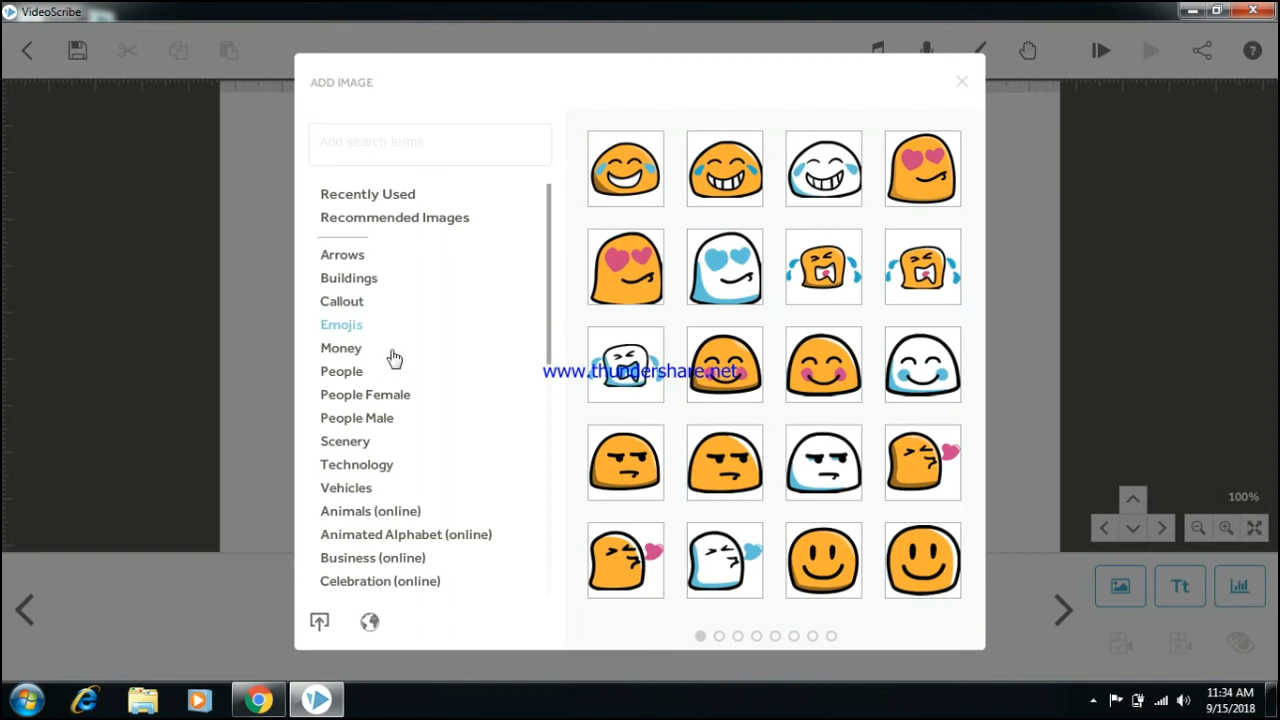 VideoScribe
ADD IMAGE
Add search terms
Recently Used
Recommended Images
Arrows
Buildings
Callout
Emojis
Money
People
People Female
People Male
Scenery
Technology
Vehicles
Animals (online)
Animated Alphabet (online)
Business (online)
Celebration (online)
www.thundershare.net
100%
Tt
11:34 AM
9/15/2018